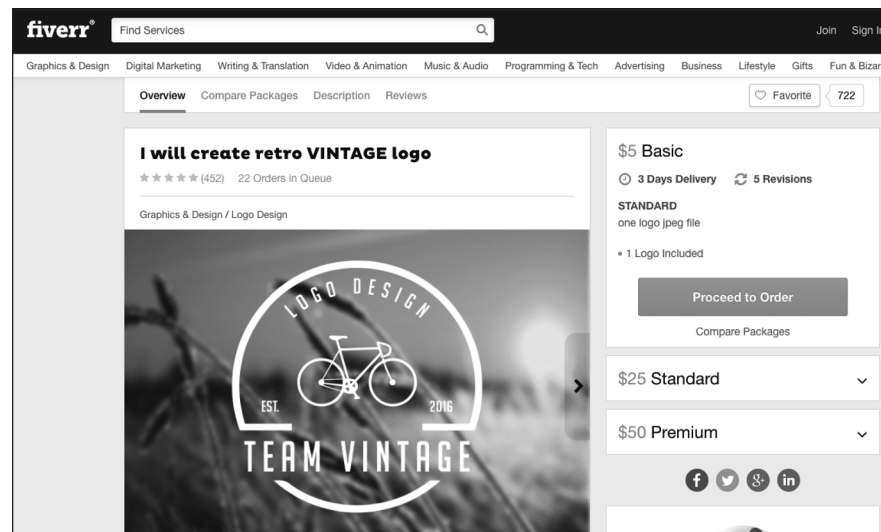 fiverr®
Find Services
Join Sign
Graphics & Design Digital Marketing Writing & Translation Video & Animation Music & Audio Programming & Tech Advertising Business Lifestyle Gifts Fun &
Overview Compare Packages Description Reviews
Favorite 722
I will create retro VINTAGE logo
(452) 22 Orders in Queue
Graphics & Design / Logo Design
LOGO DESIGN
EST. 2016
TEAM VINTAGE
$5 Basic
3 Days Delivery 5 Revisions
STANDARD
one logo jpeg file
• 1 Logo Included
Proceed to Order
Compare Packages
$25 Standard
$50 Premium
f g+ in